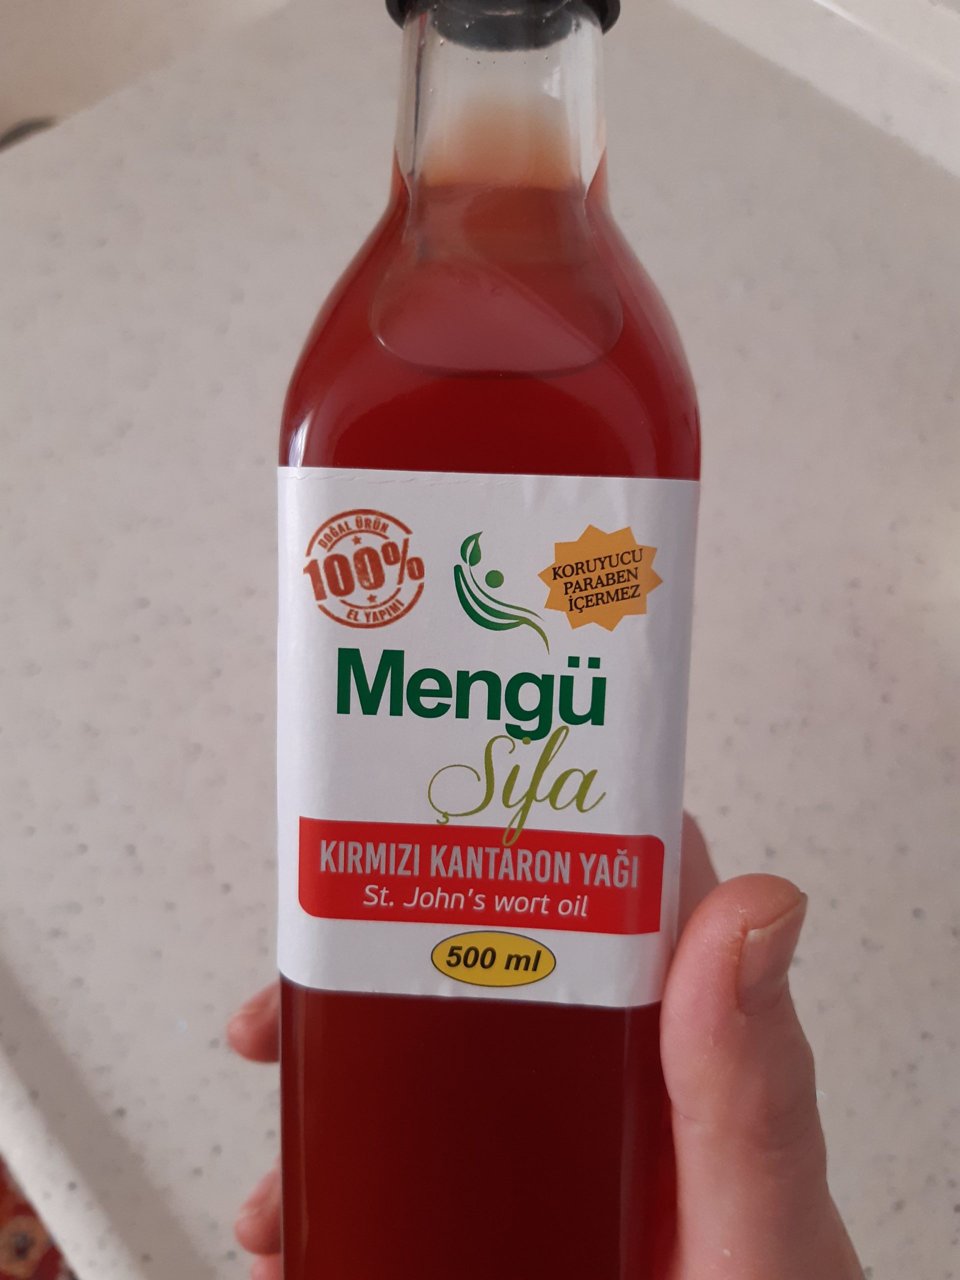 DOĞAL ÜRÜN
100%
EL YAPIMI
KORUYUCU
PARABEN
İÇERMEZ
Mengü
Şifa
KIRMIZI KANTARON YAĞI
St. John's wort oil
500 ml